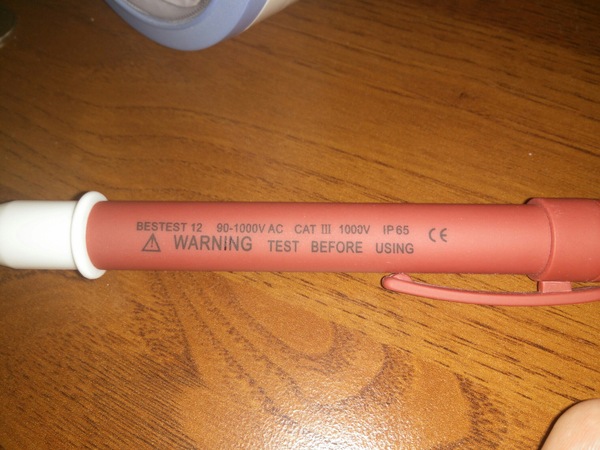 BESTEST 12 90-1000V AC CAT III 1000V IP65 CE
⚠ WARNING TEST BEFORE USING